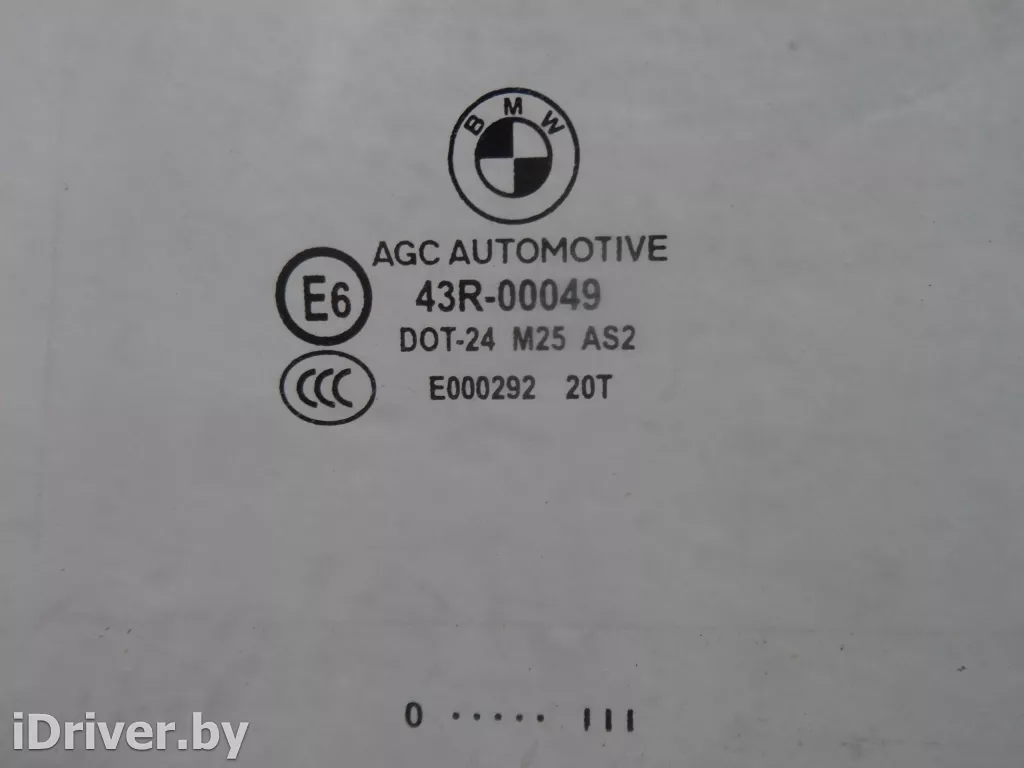 BMW
AGC AUTOMOTIVE
E6 43R-00049
DOT-24 M25 AS2
CCC E000292 20T
0 ····· III
iDriver.by